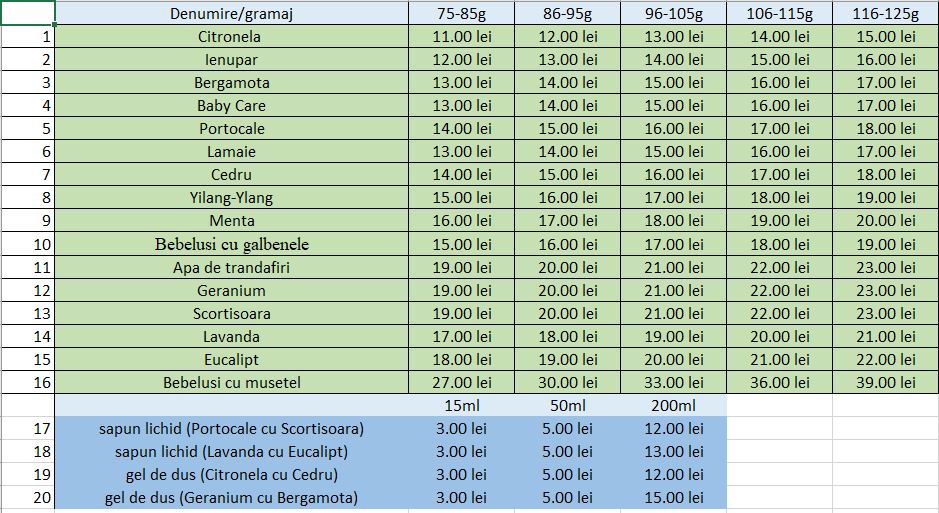 Denumire/gramaj 75-85g 86-95g 96-105g 106-115g 116-125g
1 Citronela 11.00 lei 12.00 lei 13.00 lei 14.00 lei 15.00 lei
2 Ienupar 12.00 lei 13.00 lei 14.00 lei 15.00 lei 16.00 lei
3 Bergamota 13.00 lei 14.00 lei 15.00 lei 16.00 lei 17.00 lei
4 Baby Care 13.00 lei 14.00 lei 15.00 lei 16.00 lei 17.00 lei
5 Portocale 14.00 lei 15.00 lei 16.00 lei 17.00 lei 18.00 lei
6 Lamaie 13.00 lei 14.00 lei 15.00 lei 16.00 lei 17.00 lei
7 Cedru 14.00 lei 15.00 lei 16.00 lei 17.00 lei 18.00 lei
8 Yilang-Ylang 15.00 lei 16.00 lei 17.00 lei 18.00 lei 19.00 lei
9 Menta 16.00 lei 17.00 lei 18.00 lei 19.00 lei 20.00 lei
10 Bebelusi cu galbenele 15.00 lei 16.00 lei 17.00 lei 18.00 lei 19.00 lei
11 Apa de trandafiri 19.00 lei 20.00 lei 21.00 lei 22.00 lei 23.00 lei
12 Geranium 19.00 lei 20.00 lei 21.00 lei 22.00 lei 23.00 lei
13 Scortisoara 19.00 lei 20.00 lei 21.00 lei 22.00 lei 23.00 lei
14 Lavanda 17.00 lei 18.00 lei 19.00 lei 20.00 lei 21.00 lei
15 Eucalipt 18.00 lei 19.00 lei 20.00 lei 21.00 lei 22.00 lei
16 Bebelusi cu musetel 27.00 lei 30.00 lei 33.00 lei 36.00 lei 39.00 lei
15ml 50ml 200ml
17 sapun lichid (Portocale cu Scortisoara) 3.00 lei 5.00 lei 12.00 lei
18 sapun lichid (Lavanda cu Eucalipt) 3.00 lei 5.00 lei 13.00 lei
19 gel de dus (Citronela cu Cedru) 3.00 lei 5.00 lei 12.00 lei
20 gel de dus (Geranium cu Bergamota) 3.00 lei 5.00 lei 15.00 lei